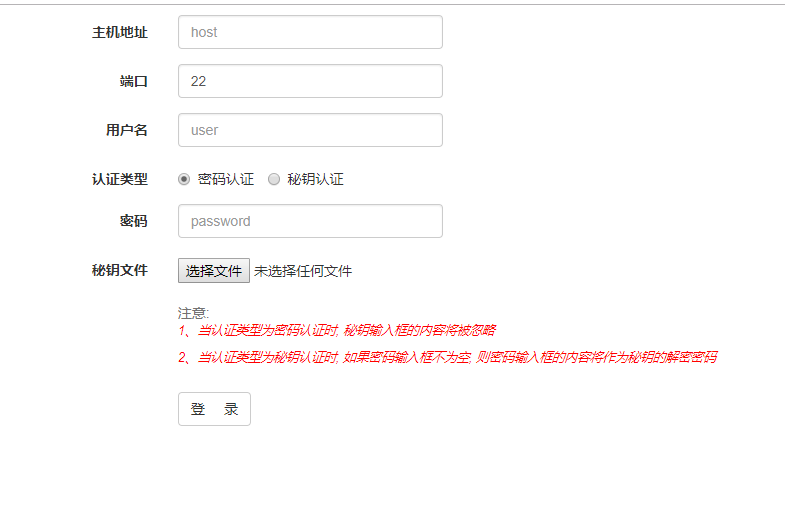 主机地址 host
端口 22
用户名 user
认证类型 密码认证 秘钥认证
密码 password
秘钥文件 选择文件 未选择任何文件
注意:
1、当认证类型为密码认证时, 秘钥输入框的内容将被忽略
2、当认证类型为秘钥认证时, 如果密码输入框不为空, 则密码输入框的内容将作为秘钥的解密密码
登 录